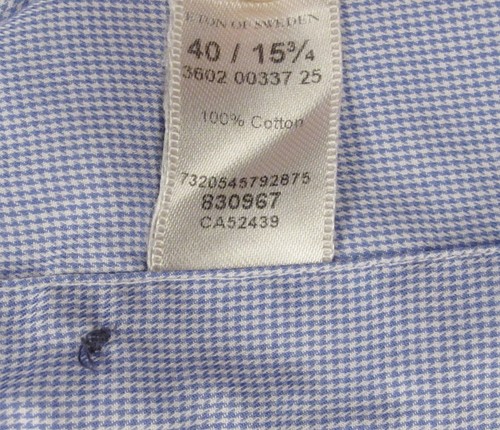 ETON OF SWEDEN
40 / 15¾
3602 00337 25
100% Cotton
7320545792875
830967
CA52439